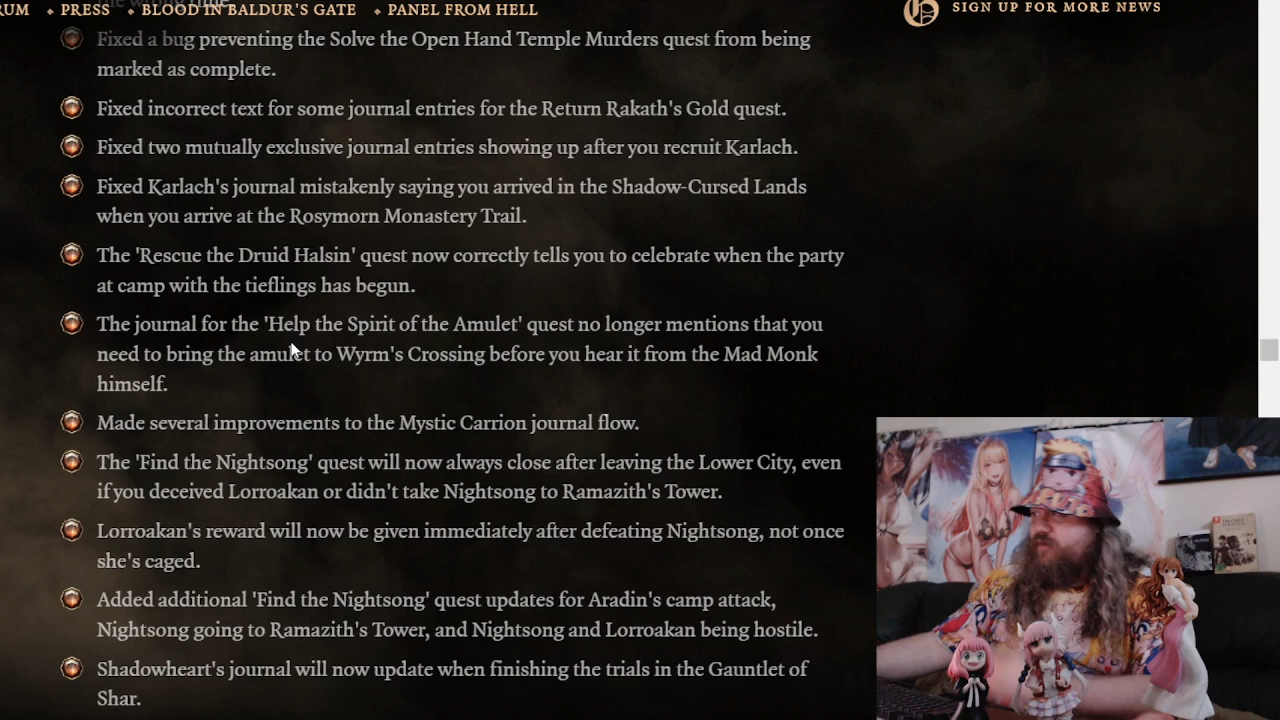 RUM PRESS BLOOD IN BALDUR'S GATE PANEL FROM HELL
SIGN UP FOR MORE NEWS
Fixed a bug preventing the Solve the Open Hand Temple Murders quest from being
marked as complete.
Fixed incorrect text for some journal entries for the Return Rakath's Gold quest.
Fixed two mutually exclusive journal entries showing up after you recruit Karlach.
Fixed Karlach's journal mistakenly saying you arrived in the Shadow-Cursed Lands
when you arrive at the Rosymorn Monastery Trail.
The 'Rescue the Druid Halsin' quest now correctly tells you to celebrate when the party
at camp with the tieflings has begun.
The journal for the 'Help the Spirit of the Amulet' quest no longer mentions that you
need to bring the amulet to Wyrm's Crossing before you hear it from the Mad Monk
himself.
Made several improvements to the Mystic Carrion journal flow.
The 'Find the Nightsong' quest will now always close after leaving the Lower City, even
if you deceived Lorroakan or didn't take Nightsong to Ramazith's Tower.
Lorroakan's reward will now be given immediately after defeating Nightsong, not once
she's caged.
Added additional 'Find the Nightsong' quest updates for Aradin's camp attack,
Nightsong going to Ramazith's Tower, and Nightsong and Lorroakan being hostile.
Shadowheart's journal will now update when finishing the trials in the Gauntlet of
Shar.